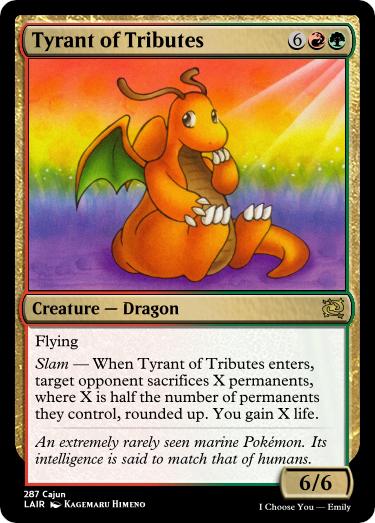 Tyrant of Tributes 6
Creature — Dragon
Flying
Slam — When Tyrant of Tributes enters,
target opponent sacrifices X permanents,
where X is half the number of permanents
they control, rounded up. You gain X life.
An extremely rarely seen marine Pokémon. Its
intelligence is said to match that of humans.
6/6
287 Cajun
LAIR Kagemaru Himeno
I Choose You — Emily